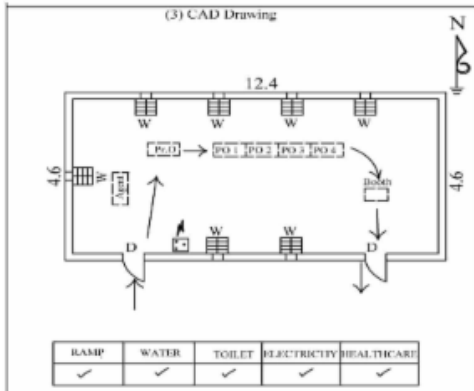 (3) CAD Drawing
N
12.4
W W W W
4.6
W
Agent
Pr.O
PO 1 PO 2 PO 3 PO 4
Booth
4.6
D
W W
D
RAMP WATER TOILET ELECTRICITY HEALTHCARE
✓ ✓ ✓ ✓ ✓